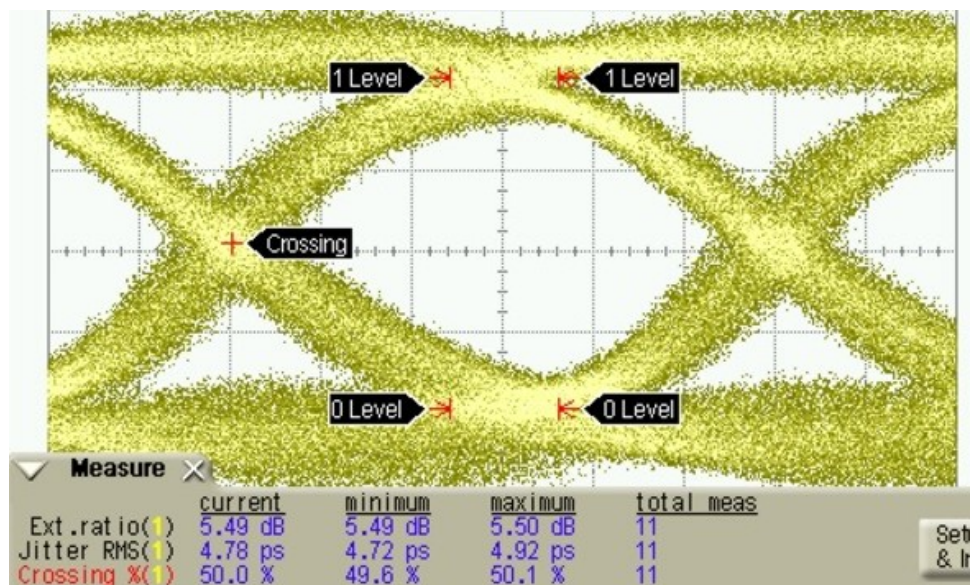 1 Level 1 Level
Crossing
0 Level 0 Level
Measure
current minimum maximum total meas
Ext.ratio(1) 5.49 dB 5.49 dB 5.50 dB 11
Jitter RMS(1) 4.78 ps 4.72 ps 4.92 ps 11
Crossing %(1) 50.0 % 49.6 % 50.1 % 11